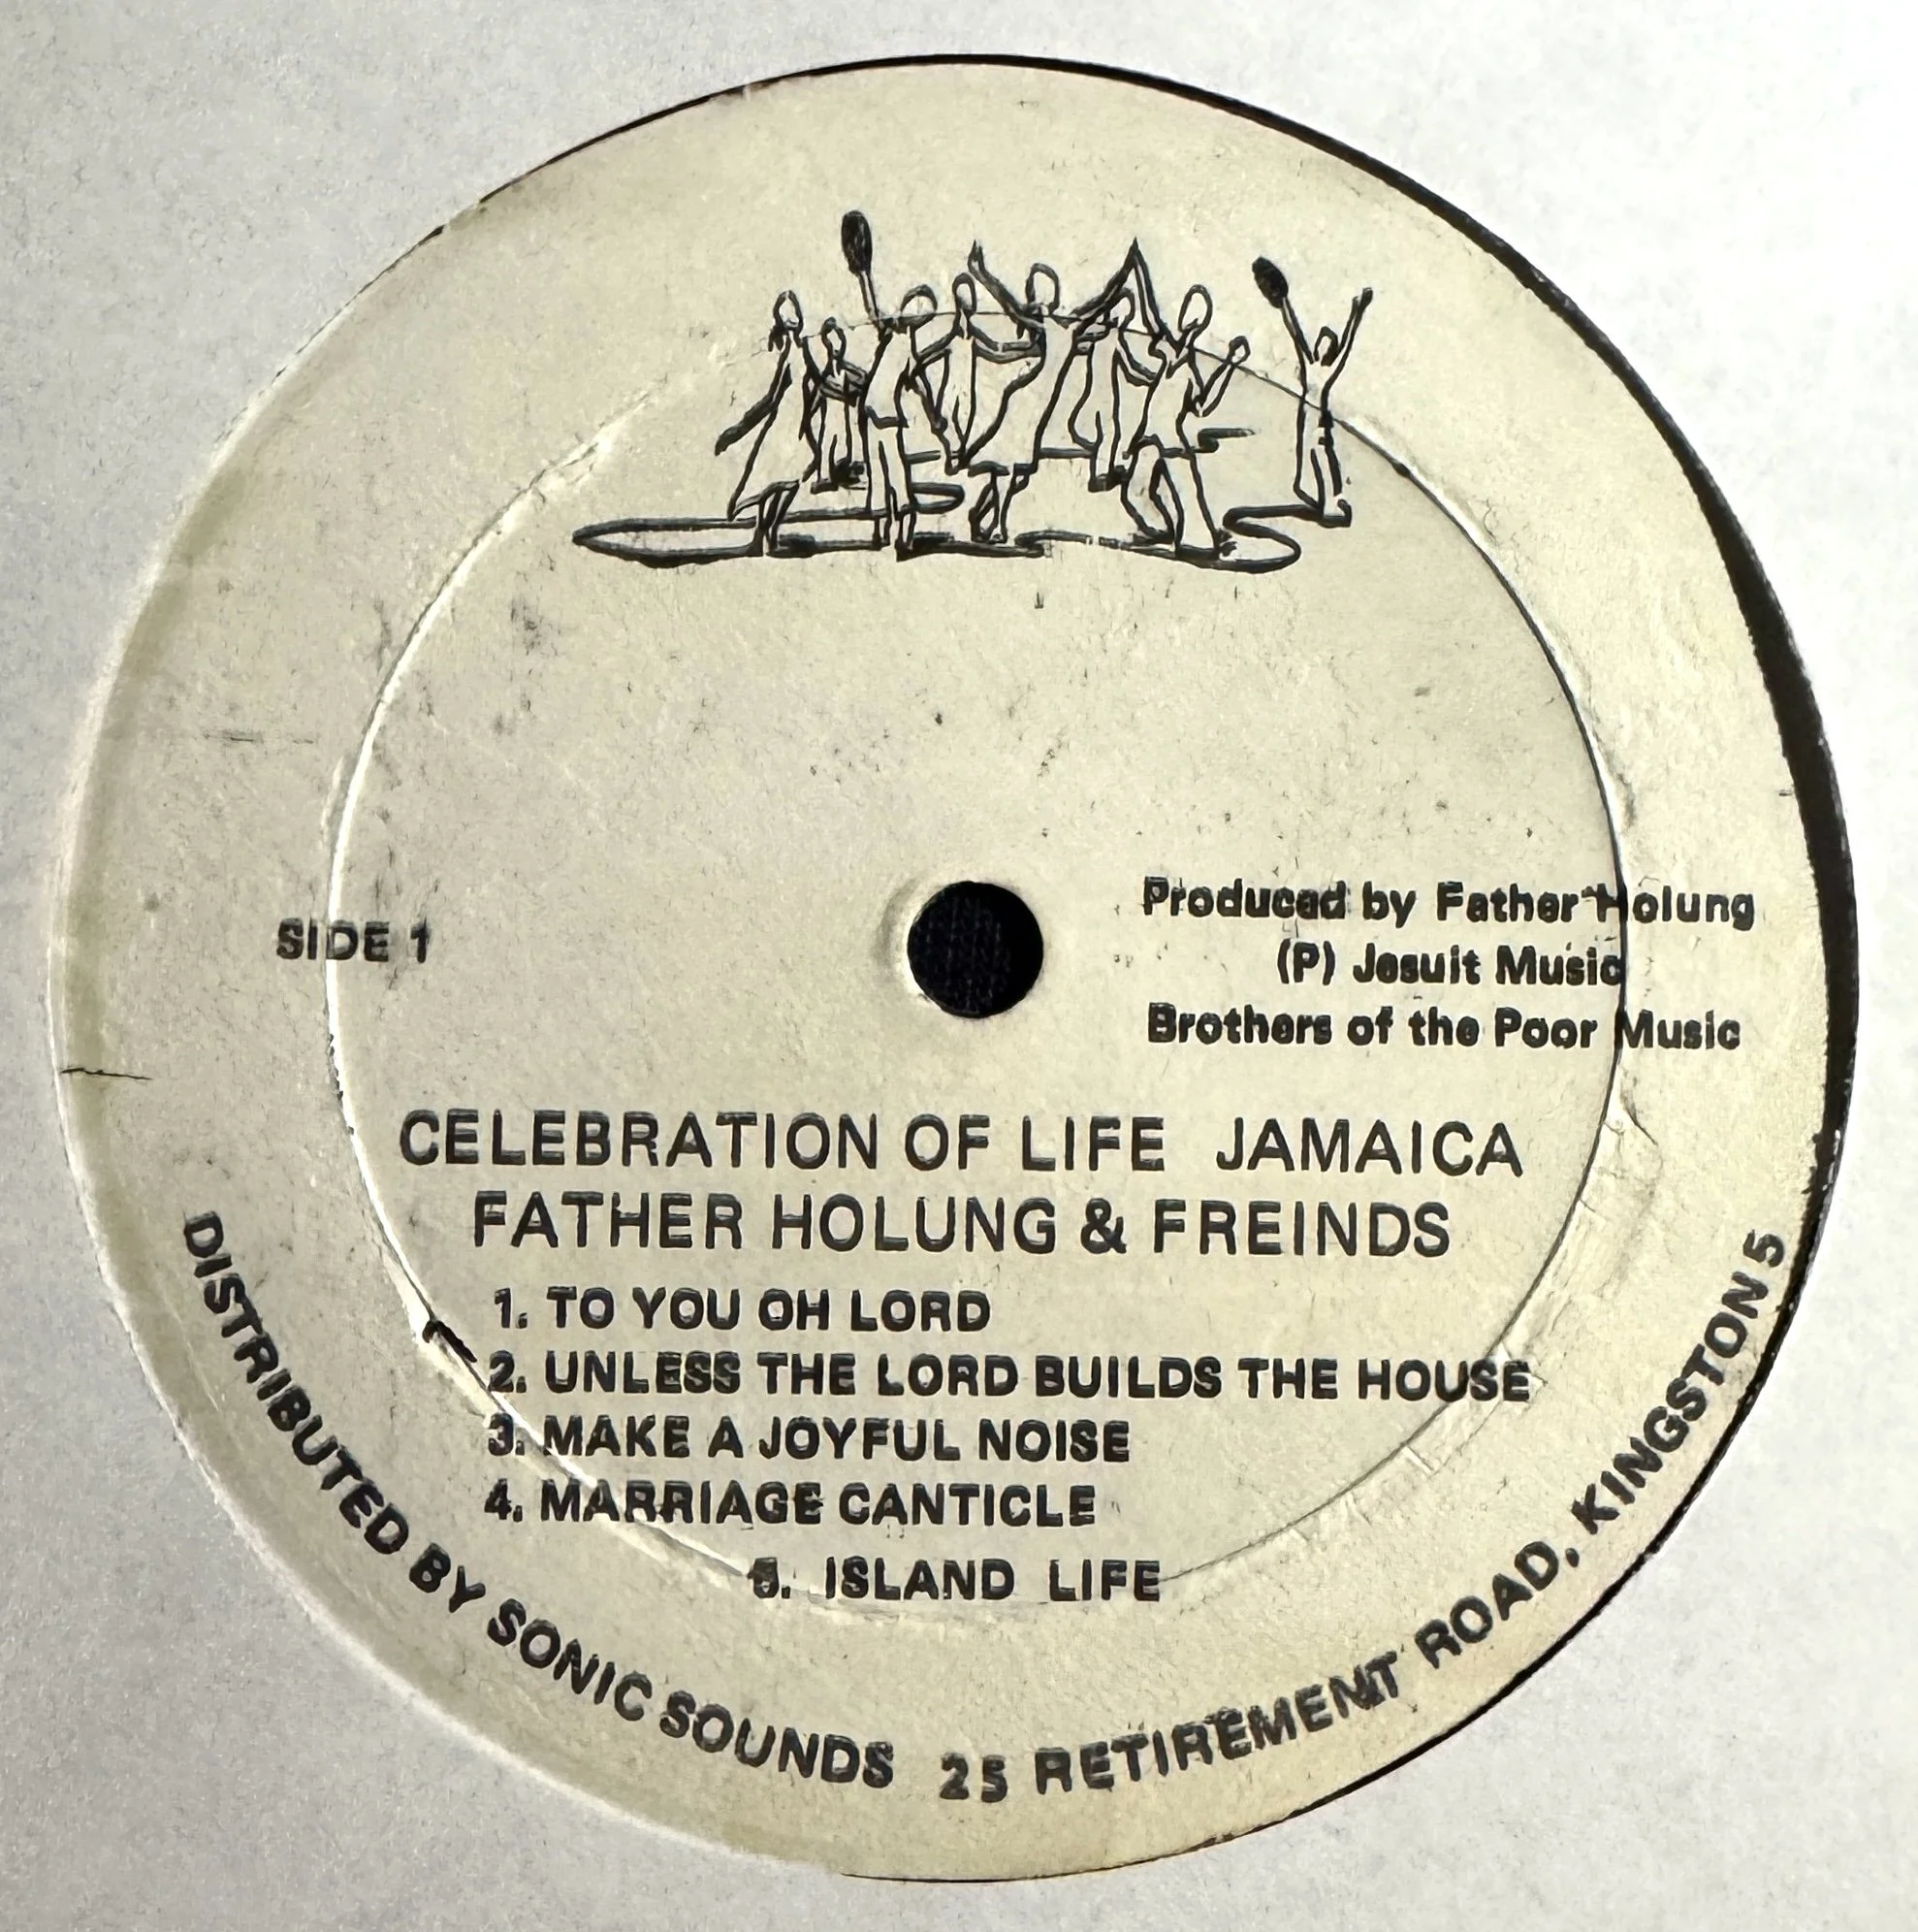 SIDE 1
Produced by Father Holung
(P) Jesuit Music
Brothers of the Poor Music
CELEBRATION OF LIFE JAMAICA
FATHER HOLUNG & FREINDS
1. TO YOU OH LORD
2. UNLESS THE LORD BUILDS THE HOUSE
3. MAKE A JOYFUL NOISE
4. MARRIAGE CANTICLE
5. ISLAND LIFE
DISTRIBUTED BY SONIC SOUNDS 25 RETIREMENT ROAD, KINGSTON 5